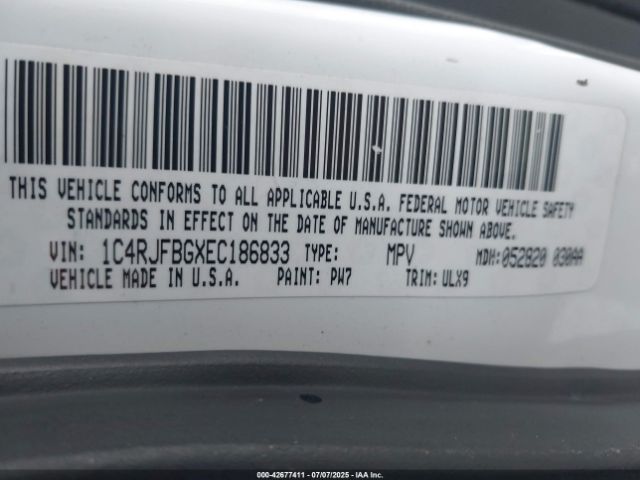 THIS VEHICLE CONFORMS TO ALL APPLICABLE U.S.A. FEDERAL MOTOR VEHICLE SAFETY
STANDARDS IN EFFECT ON THE DATE OF MANUFACTURE SHOWN ABOVE.
VIN: 1C4RJFBGXEC186833 TYPE: MPV MDH: 052820 030AA
VEHICLE MADE IN U.S.A. PAINT: PW7 TRIM: ULX9
000-42677411 - 07/07/2025 - IAA Inc.